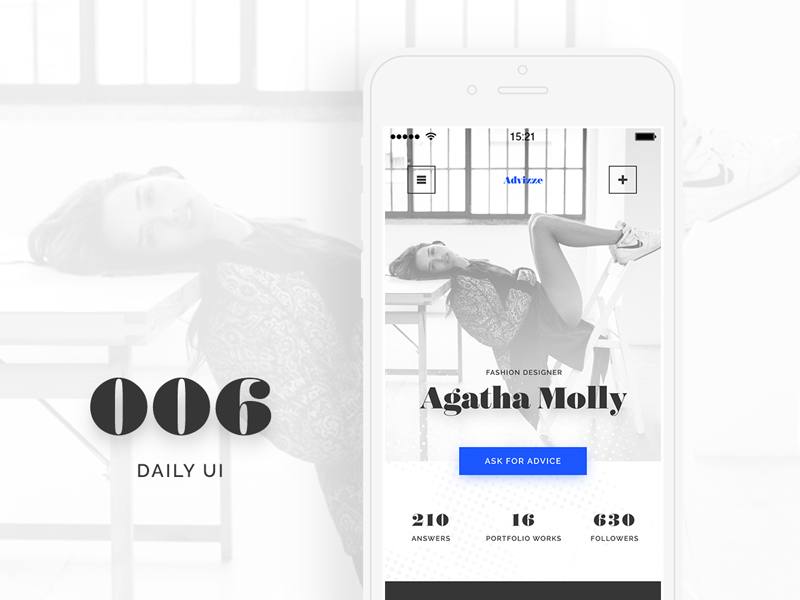 006
DAILY UI
15:21
Advizze
FASHION DESIGNER
Agatha Molly
ASK FOR ADVICE
210 16 630
ANSWERS PORTFOLIO WORKS FOLLOWERS